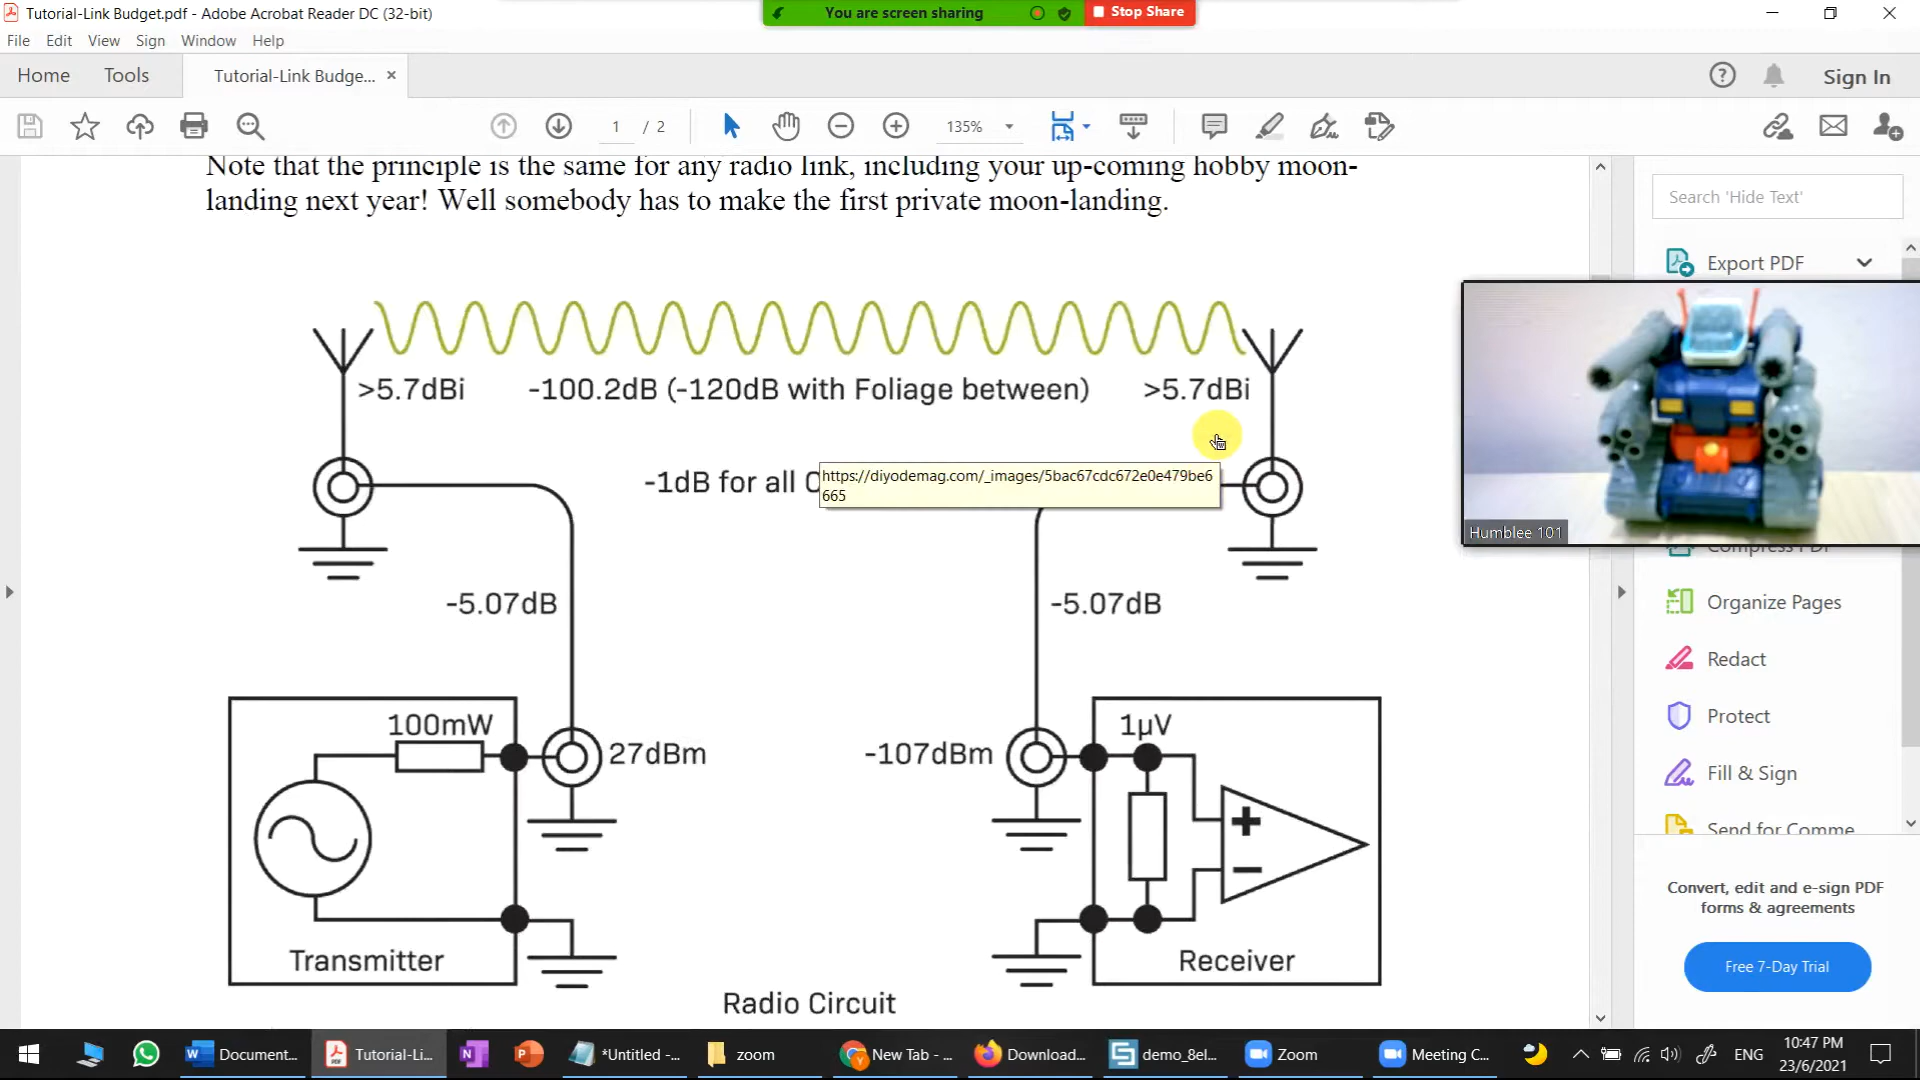 Tutorial-Link Budget.pdf - Adobe Acrobat Reader DC (32-bit)
You are screen sharing
Stop Share
File Edit View Sign Window Help
Home Tools Tutorial-Link Budge... ×
Sign In
1 / 2
135%
Note that the principle is the same for any radio link, including your up-coming hobby moon-
landing next year! Well somebody has to make the first private moon-landing.
Search 'Hide Text'
Export PDF
>5.7dBi -100.2dB (-120dB with Foliage between) >5.7dBi
-1dB for all
https://diyodemag.com/_images/5bac67cdc672e0e479be6
665
Humblee 101
Compress PDF
-5.07dB -5.07dB
Organize Pages
Redact
Protect
Fill & Sign
Send for Comme
100mW 1µV
27dBm -107dBm
Transmitter Receiver
Radio Circuit
Convert, edit and e-sign PDF
forms & agreements
Free 7-Day Trial
Document... Tutorial-Li... *Untitled -... zoom New Tab -... Download... demo_8el... Zoom Meeting C... ENG
10:47 PM
23/6/2021